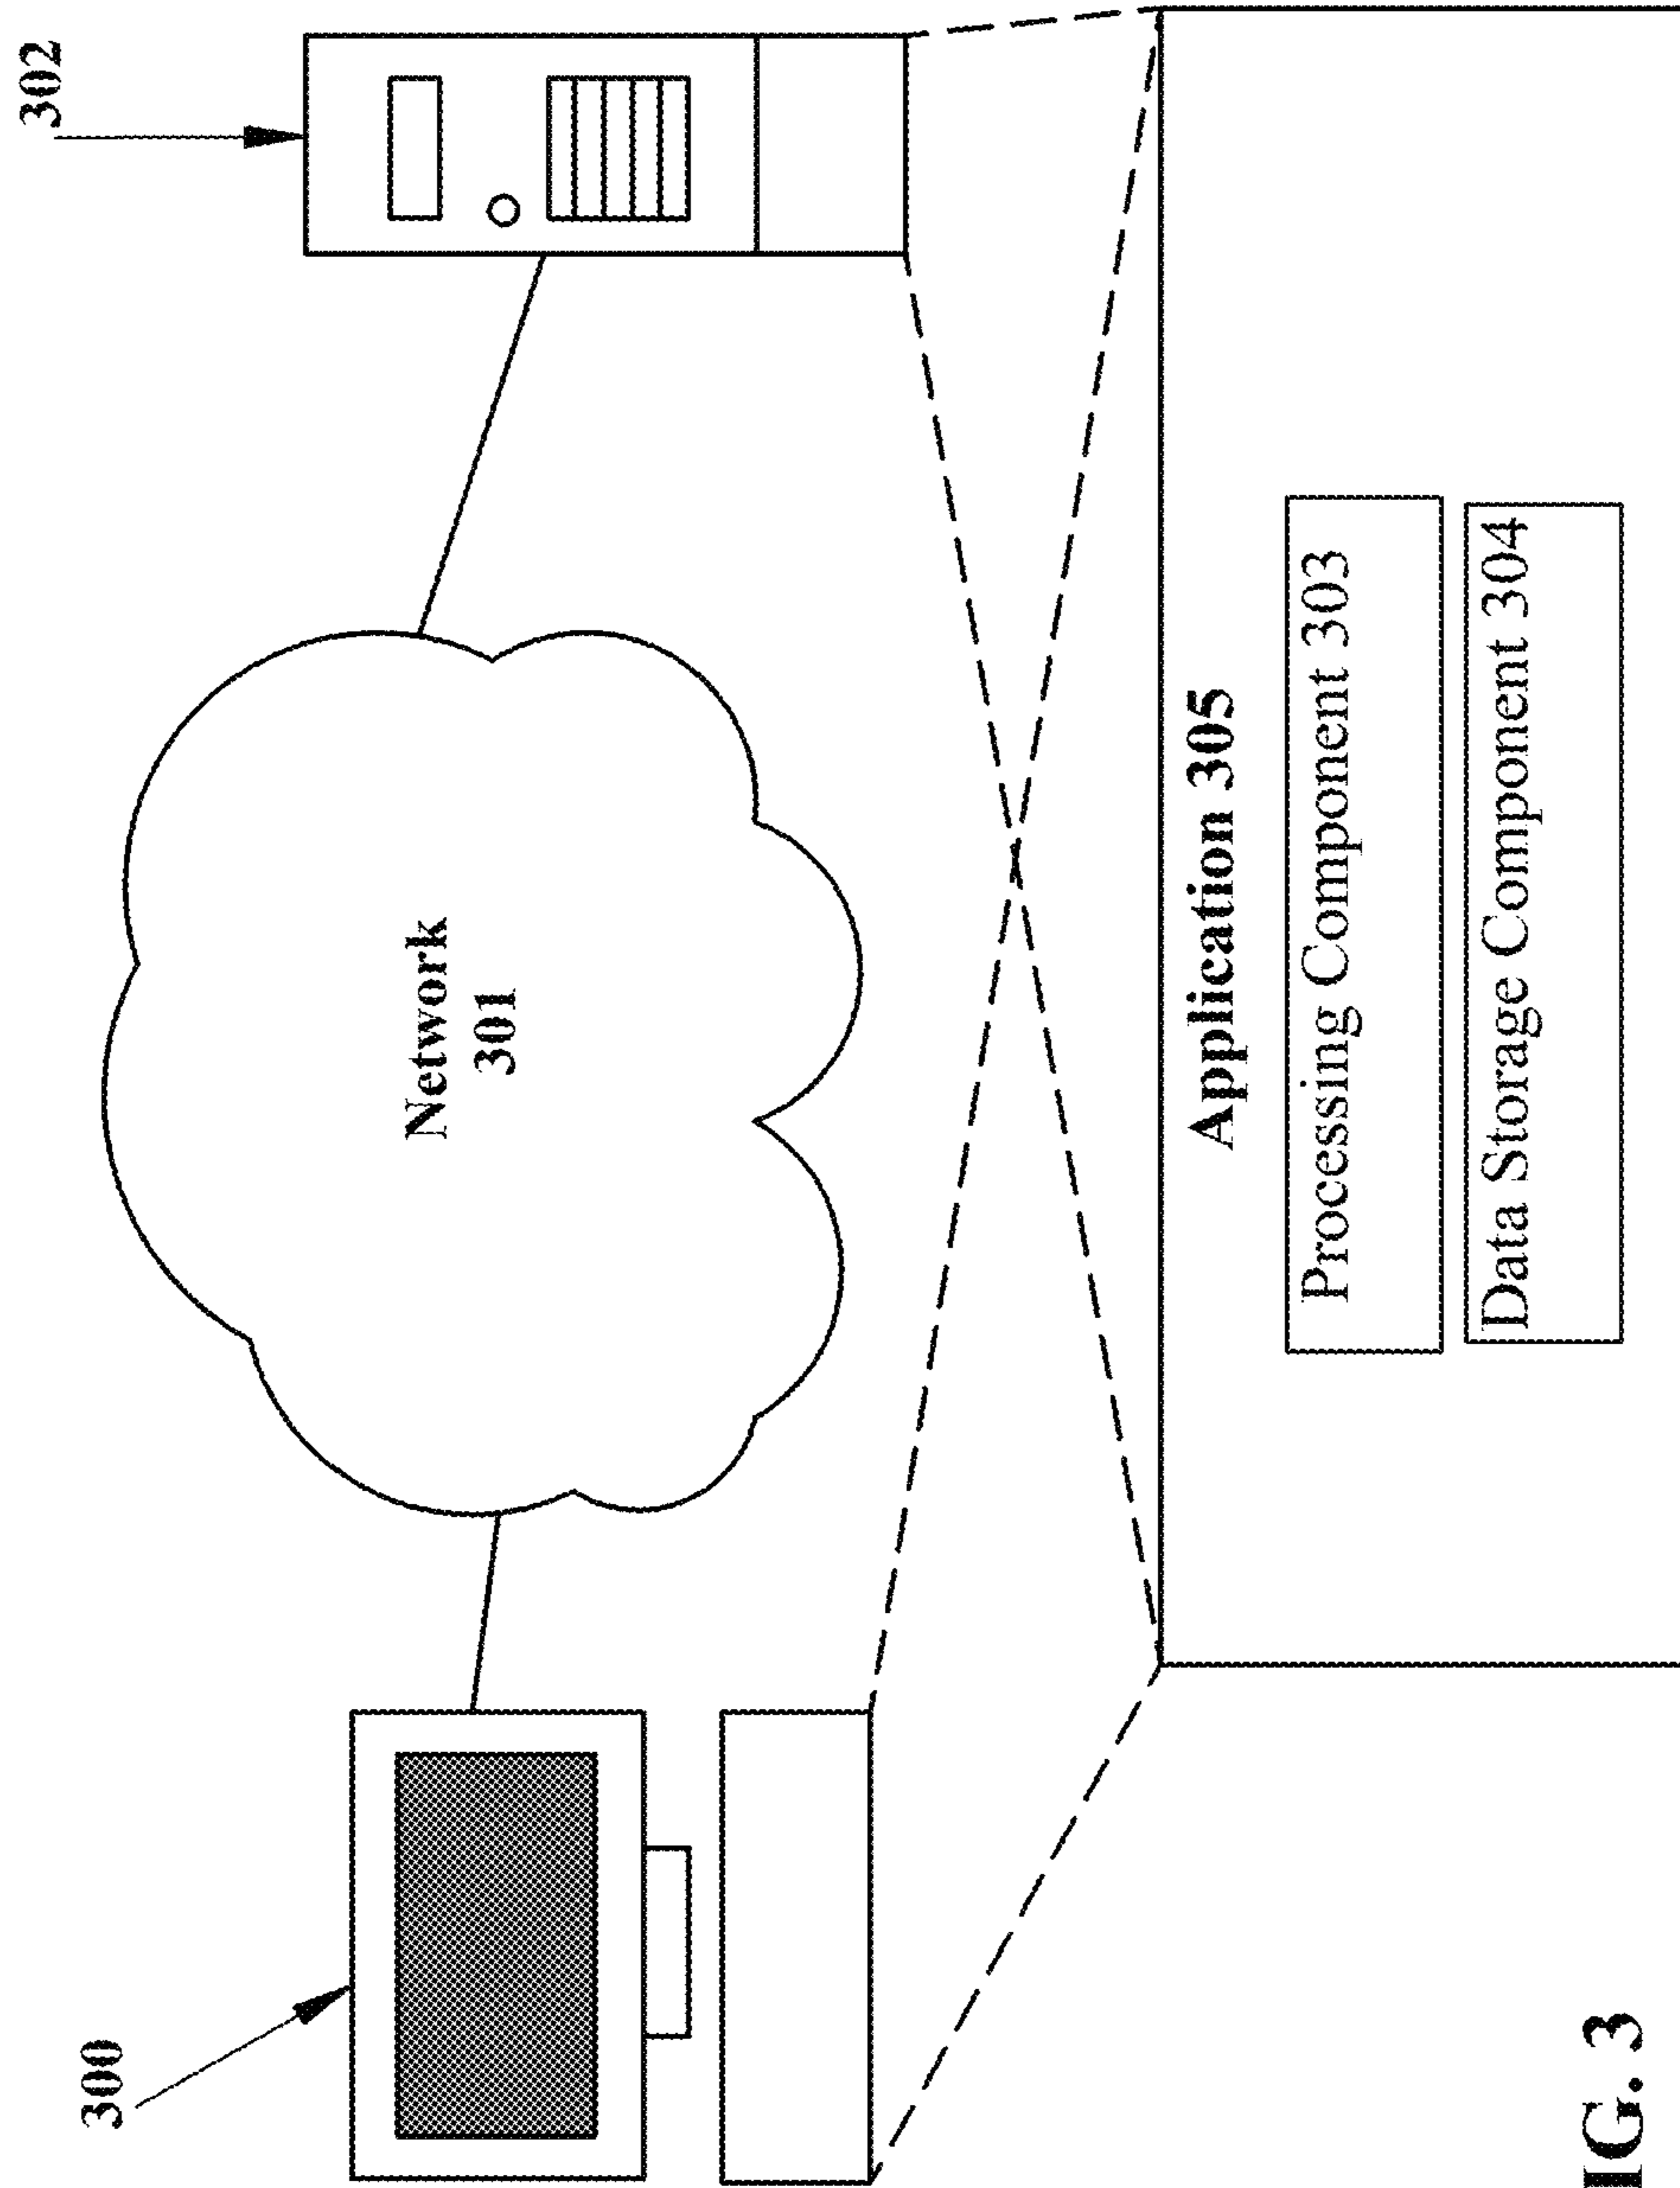 302
300
Network
301
Application 305
Processing Component 303
Data Storage Component 304
IG. 3